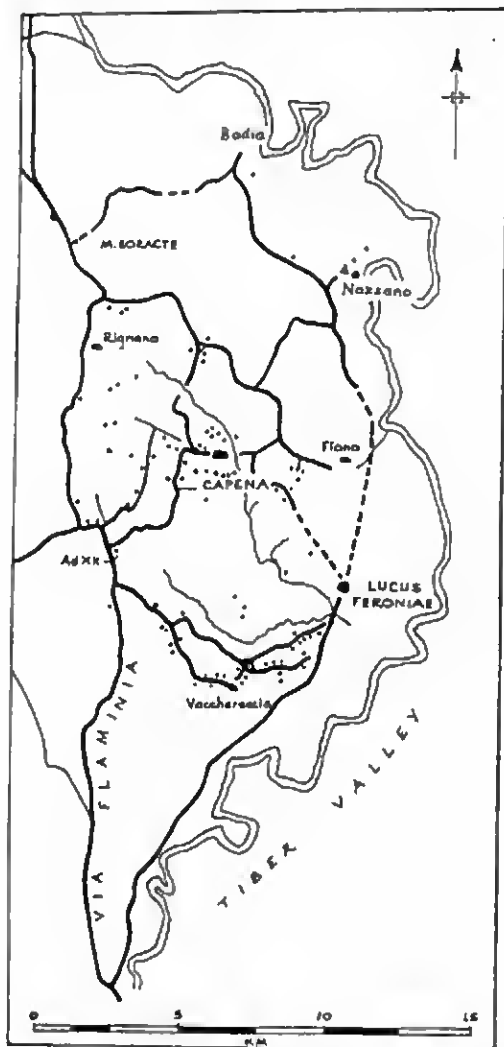 Badia
M. SORACTE
Nazzano
Rignano
Fiano
CAPENA
Ad XX
LUCUS
FERONIAE
Vacchereccia
VIA FLAMINIA
TIBER VALLEY
0 5 10 15
KM